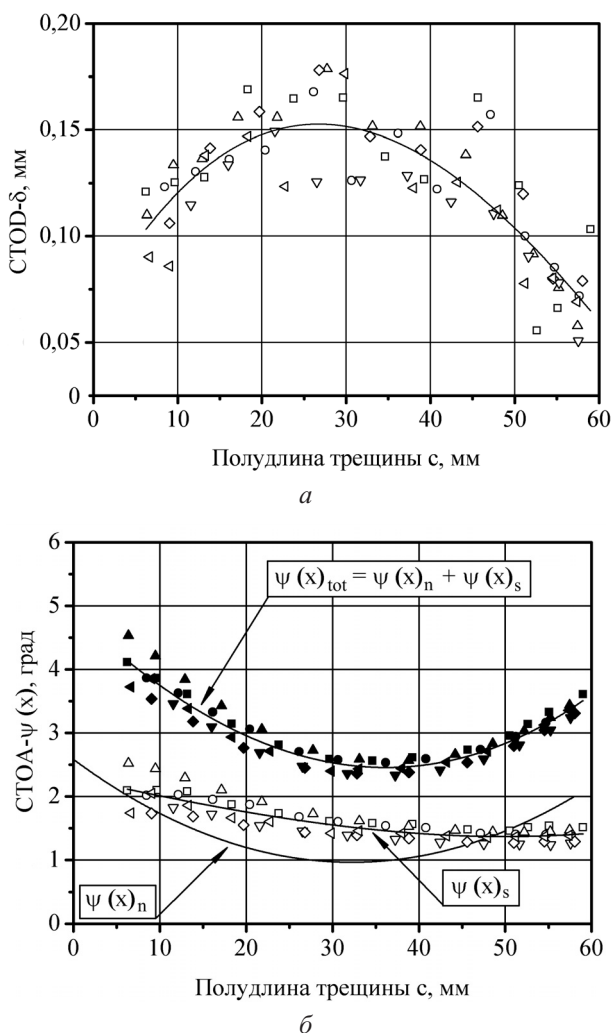 0,20
0,15
0,10
0,05
0
CTOD-δ, мм
0 10 20 30 40 50 60
Полудлина трещины с, мм
а
6
5
4
3
2
1
0
CTOA-ψ (x), град
ψ (x)tot = ψ (x)n + ψ (x)s
ψ (x)n
ψ (x)s
0 10 20 30 40 50 60
Полудлина трещины с, мм
б